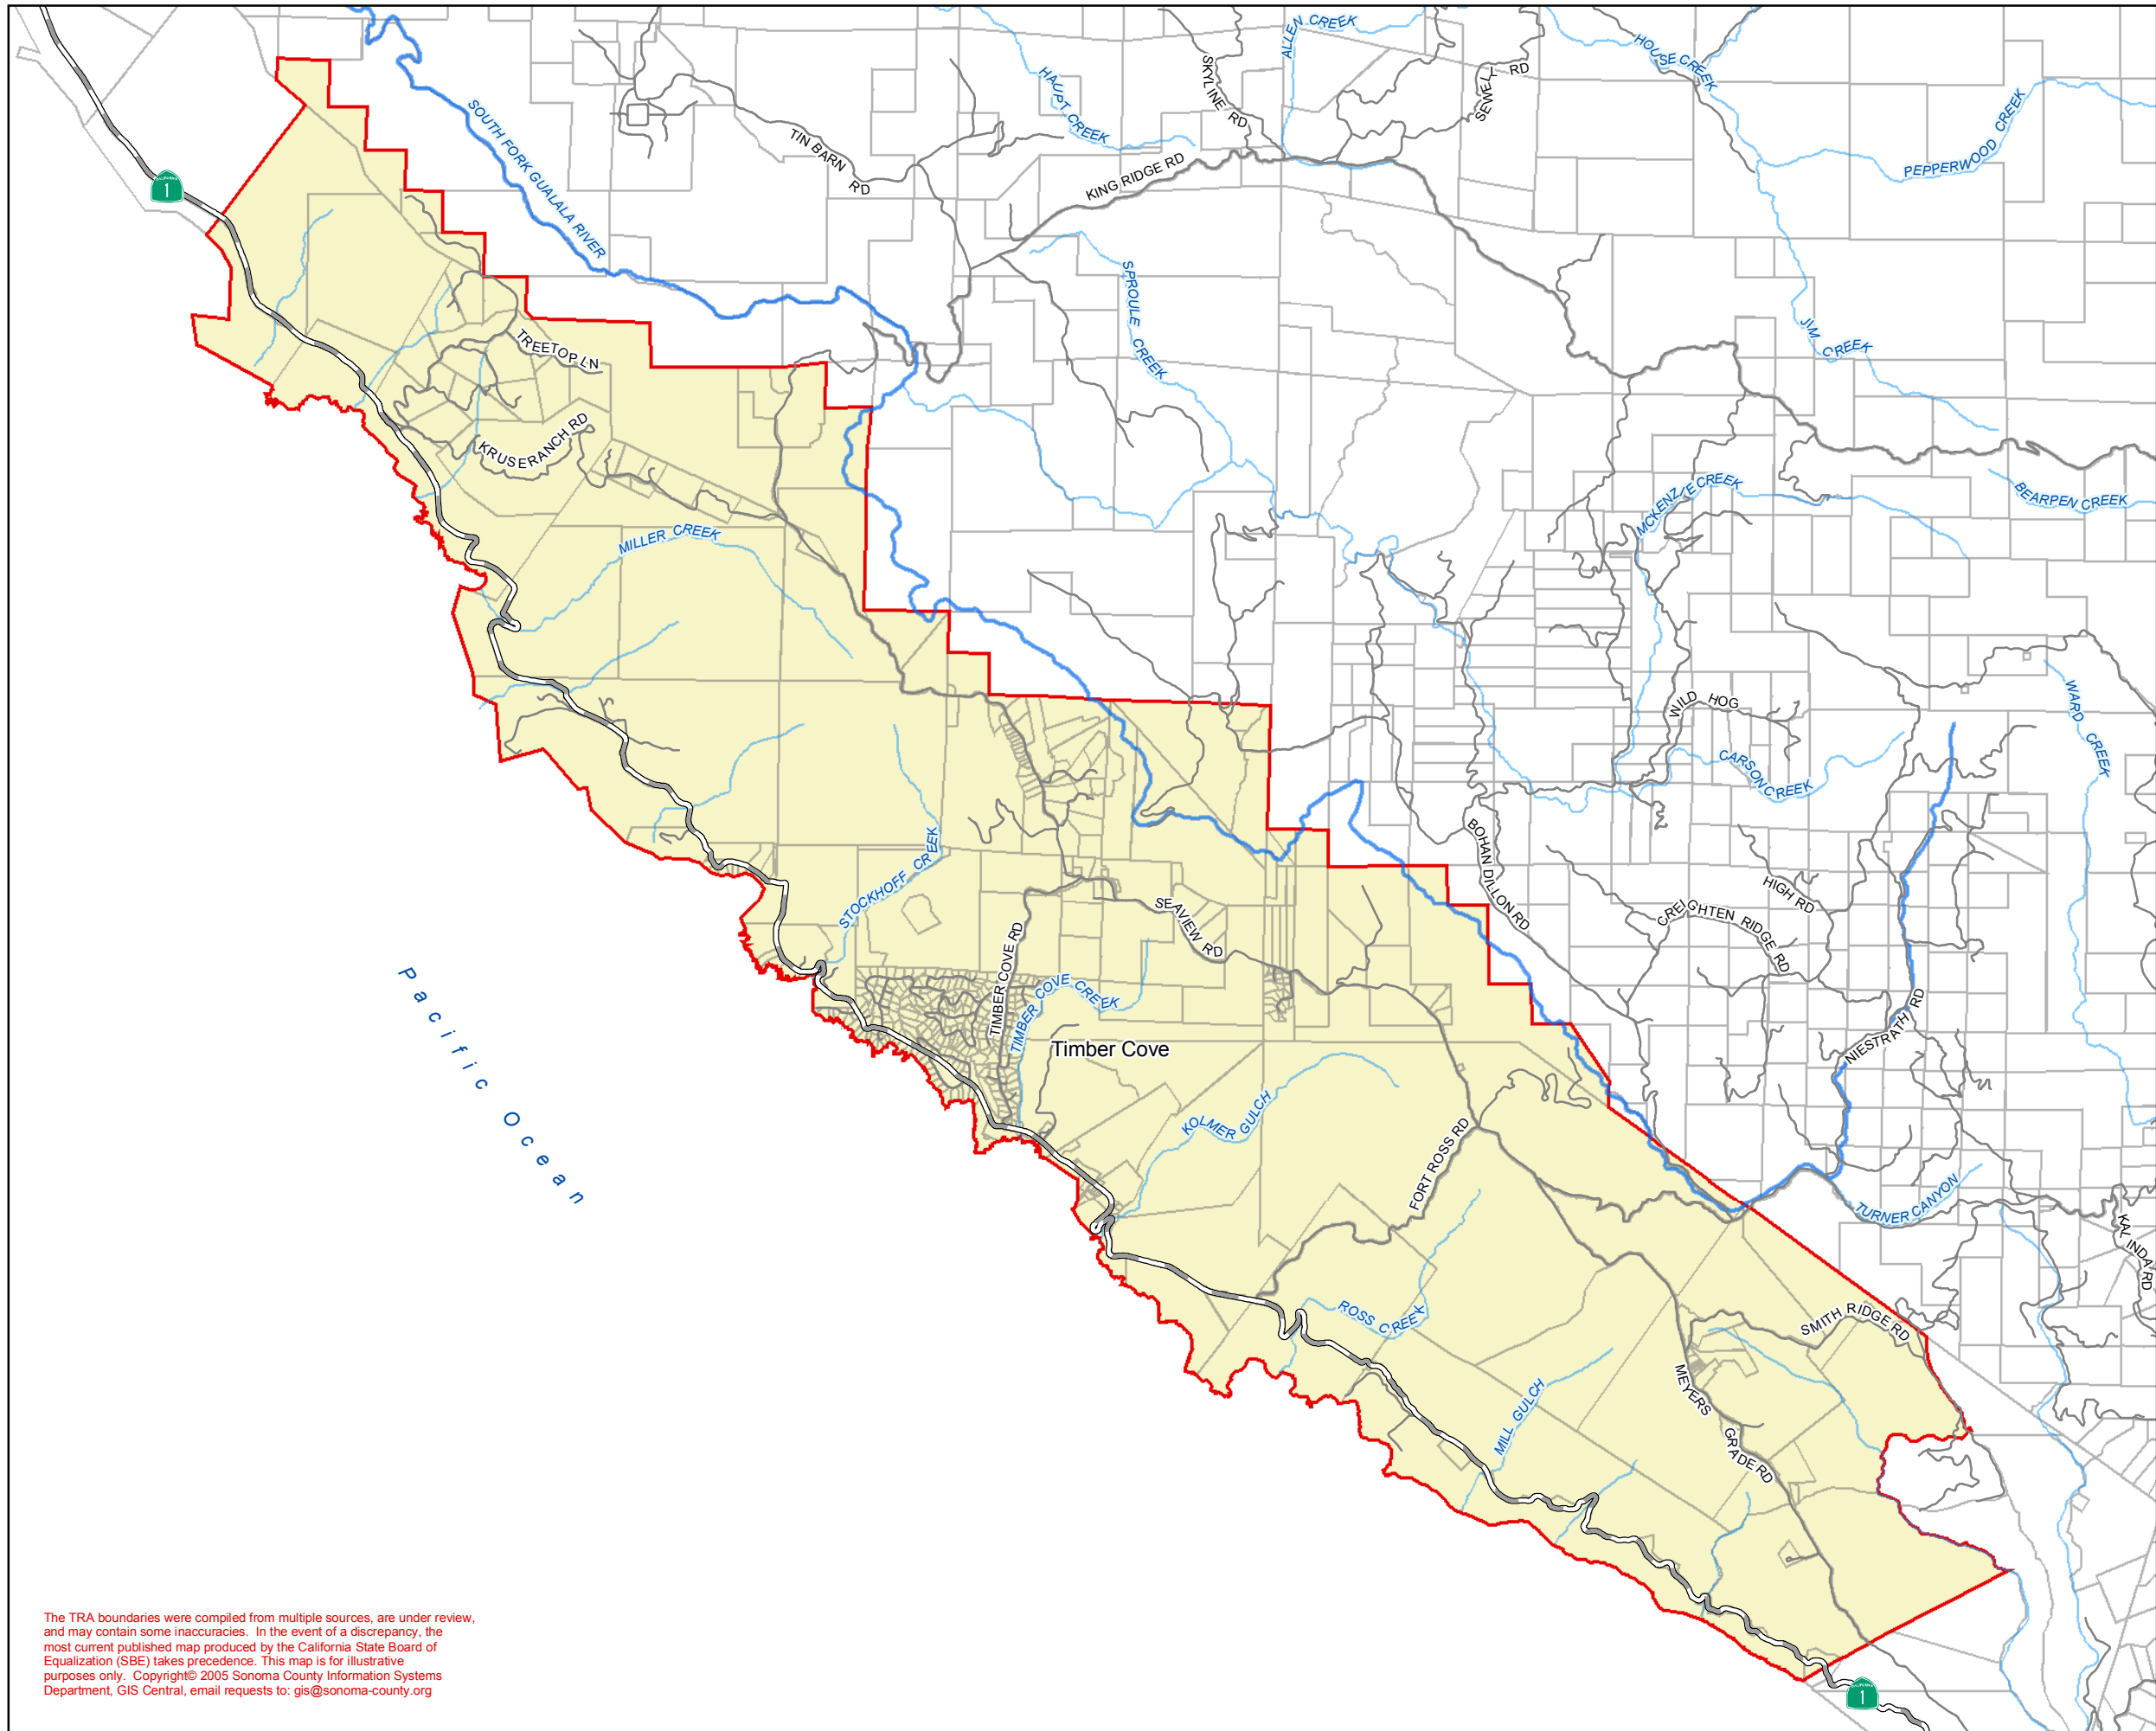 ALLEN CREEK
HOUSE CREEK
SKYLINE RD
SEWELL RD
HAUPT CREEK
SOUTH FORK GUALALA RIVER
PEPPERWOOD CREEK
TIN BARN RD
KING RIDGE RD
1
SPROULE CREEK
JIM CREEK
TREETOP LN
KRUSERANCH RD
MCKENZIE CREEK
BEARPEN CREEK
MILLER CREEK
WILD HOG
WARD CREEK
CARSON CREEK
BOHAN DILLON RD
STOCKHOFF CREEK
HIGH RD
CREIGHTEN RIDGE RD
SEAVIEW RD
TIMBER COVE RD
TIMBER COVE CREEK
NIESTRATH RD
Timber Cove
Pacific Ocean
KOLMER GULCH
FORT ROSS RD
TURNER CANYON
KALINDA RD
ROSS CREEK
SMITH RIDGE RD
MEYERS GRADE RD
MILL GULCH
The TRA boundaries were compiled from multiple sources, are under review,
and may contain some inaccuracies. In the event of a discrepancy, the
most current published map produced by the California State Board of
Equalization (SBE) takes precedence. This map is for illustrative
purposes only. Copyright© 2005 Sonoma County Information Systems
Department, GIS Central, email requests to: gis@sonoma-county.org
1